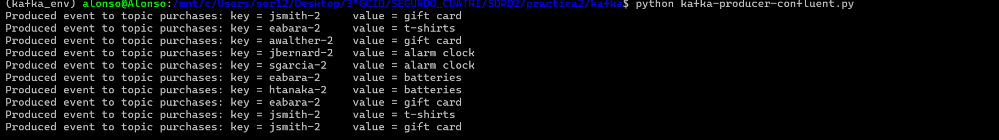 (kafka_env) alonso@Alonso:/mnt/c/Users/ser12/Desktop/3°GCID/SEGUNDO_CUATRI/SDPD2/practica2/kafka$ python kafka-producer-confluent.py
Produced event to topic purchases: key = jsmith-2     value = gift card
Produced event to topic purchases: key = eabara-2     value = t-shirts
Produced event to topic purchases: key = awalther-2   value = gift card
Produced event to topic purchases: key = jbernard-2   value = alarm clock
Produced event to topic purchases: key = sgarcia-2    value = alarm clock
Produced event to topic purchases: key = eabara-2     value = batteries
Produced event to topic purchases: key = htanaka-2    value = batteries
Produced event to topic purchases: key = eabara-2     value = gift card
Produced event to topic purchases: key = jsmith-2     value = t-shirts
Produced event to topic purchases: key = jsmith-2     value = gift card